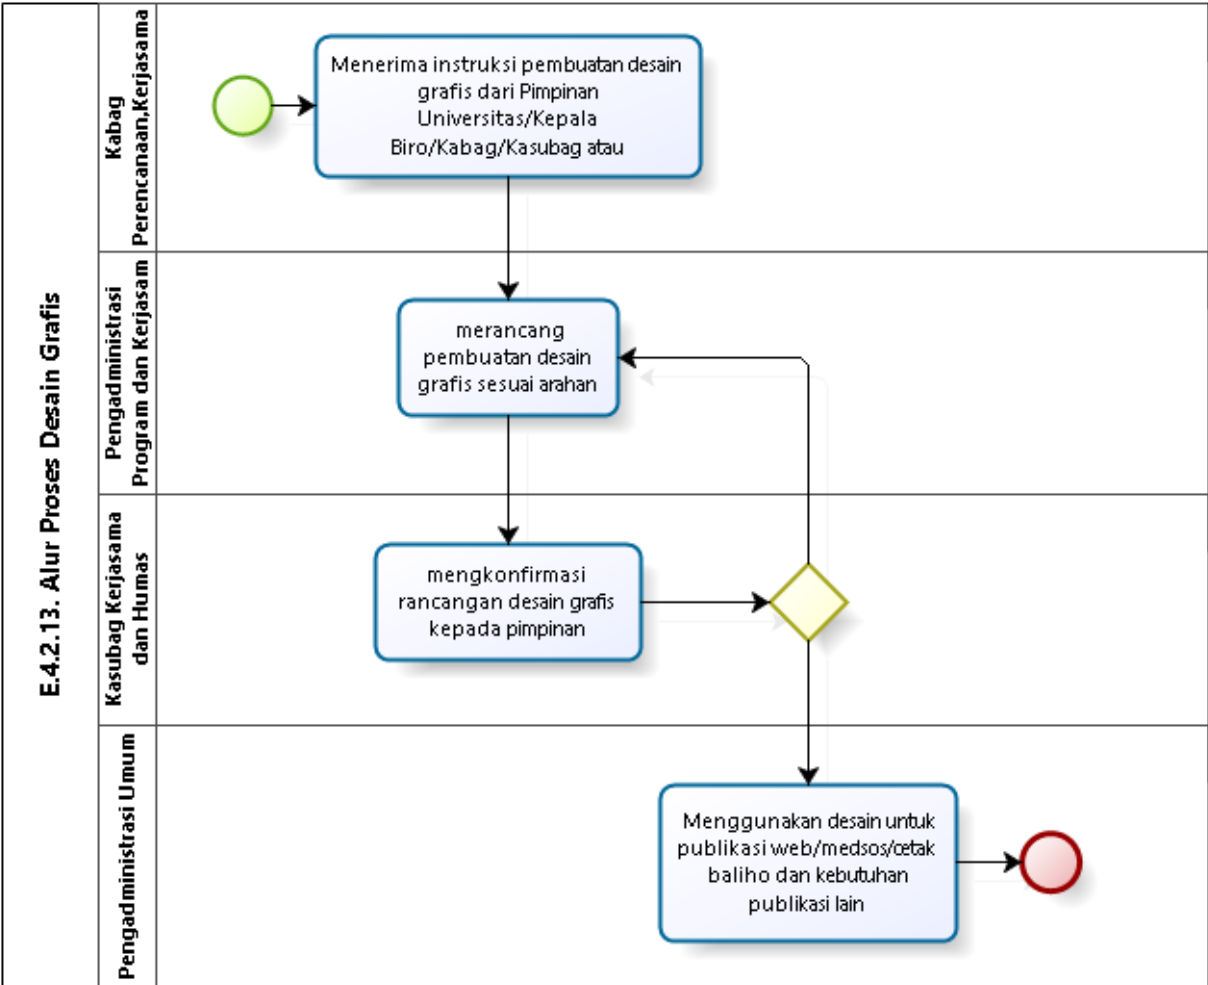 E.4.2.13. Alur Proses Desain Grafis
Kabag
Perencanaan,Kerjasama
Menerima instruksi pembuatan desain
grafis dari Pimpinan
Universitas/Kepala
Biro/Kabag/Kasubag atau
Pengadministrasi
Program dan Kerjasam
merancang
pembuatan desain
grafis sesuai arahan
Kasubag Kerjasama
dan Humas
mengkonfirmasi
rancangan desain grafis
kepada pimpinan
Pengadministrasi Umum
Menggunakan desain untuk
publikasi web/medsos/cetak
baliho dan kebutuhan
publikasi lain